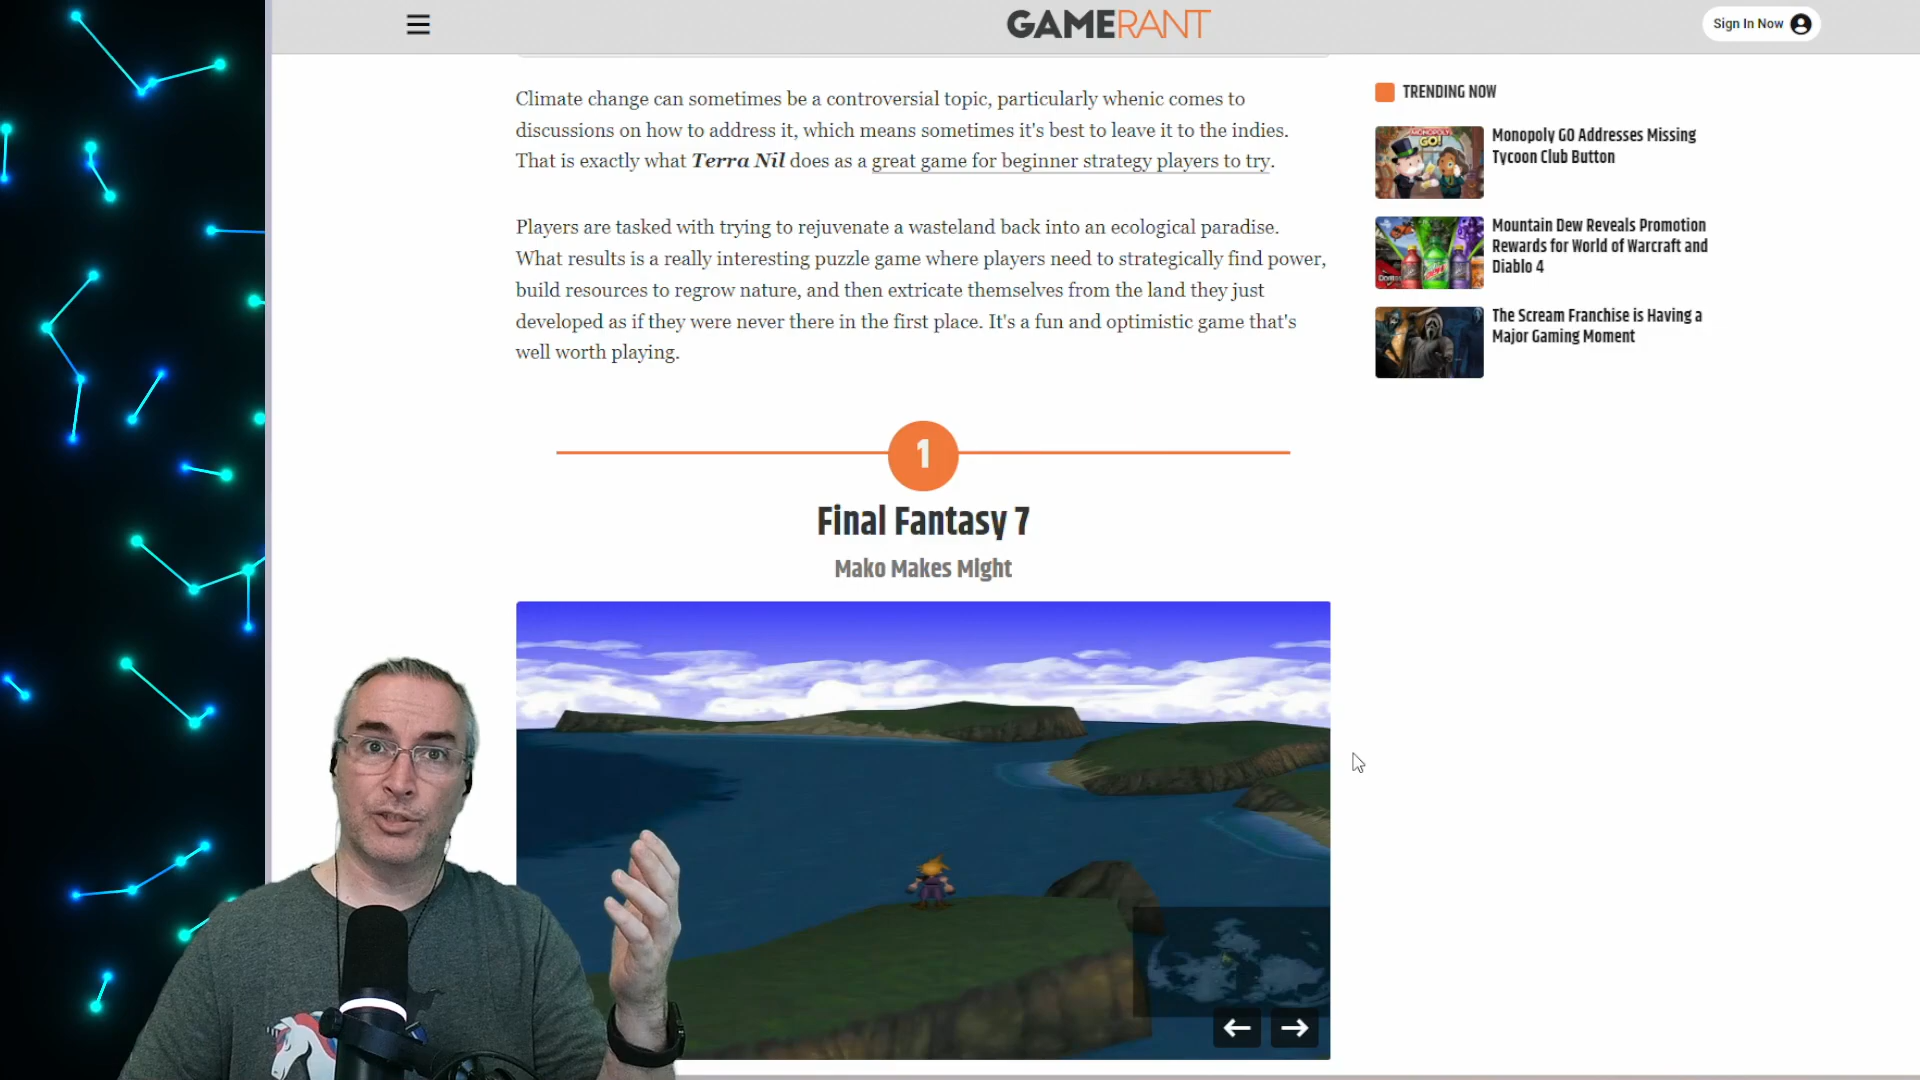 GAMERANT
Sign In Now
Climate change can sometimes be a controversial topic, particularly whenic comes to
discussions on how to address it, which means sometimes it's best to leave it to the indies.
That is exactly what Terra Nil does as a great game for beginner strategy players to try.
Players are tasked with trying to rejuvenate a wasteland back into an ecological paradise.
What results is a really interesting puzzle game where players need to strategically find power,
build resources to regrow nature, and then extricate themselves from the land they just
developed as if they were never there in the first place. It's a fun and optimistic game that's
well worth playing.
1
Final Fantasy 7
Mako Makes Might
TRENDING NOW
MONOPOLY
GO!
Monopoly GO Addresses Missing
Tycoon Club Button
Mountain Dew Reveals Promotion
Rewards for World of Warcraft and
Diablo 4
The Scream Franchise is Having a
Major Gaming Moment